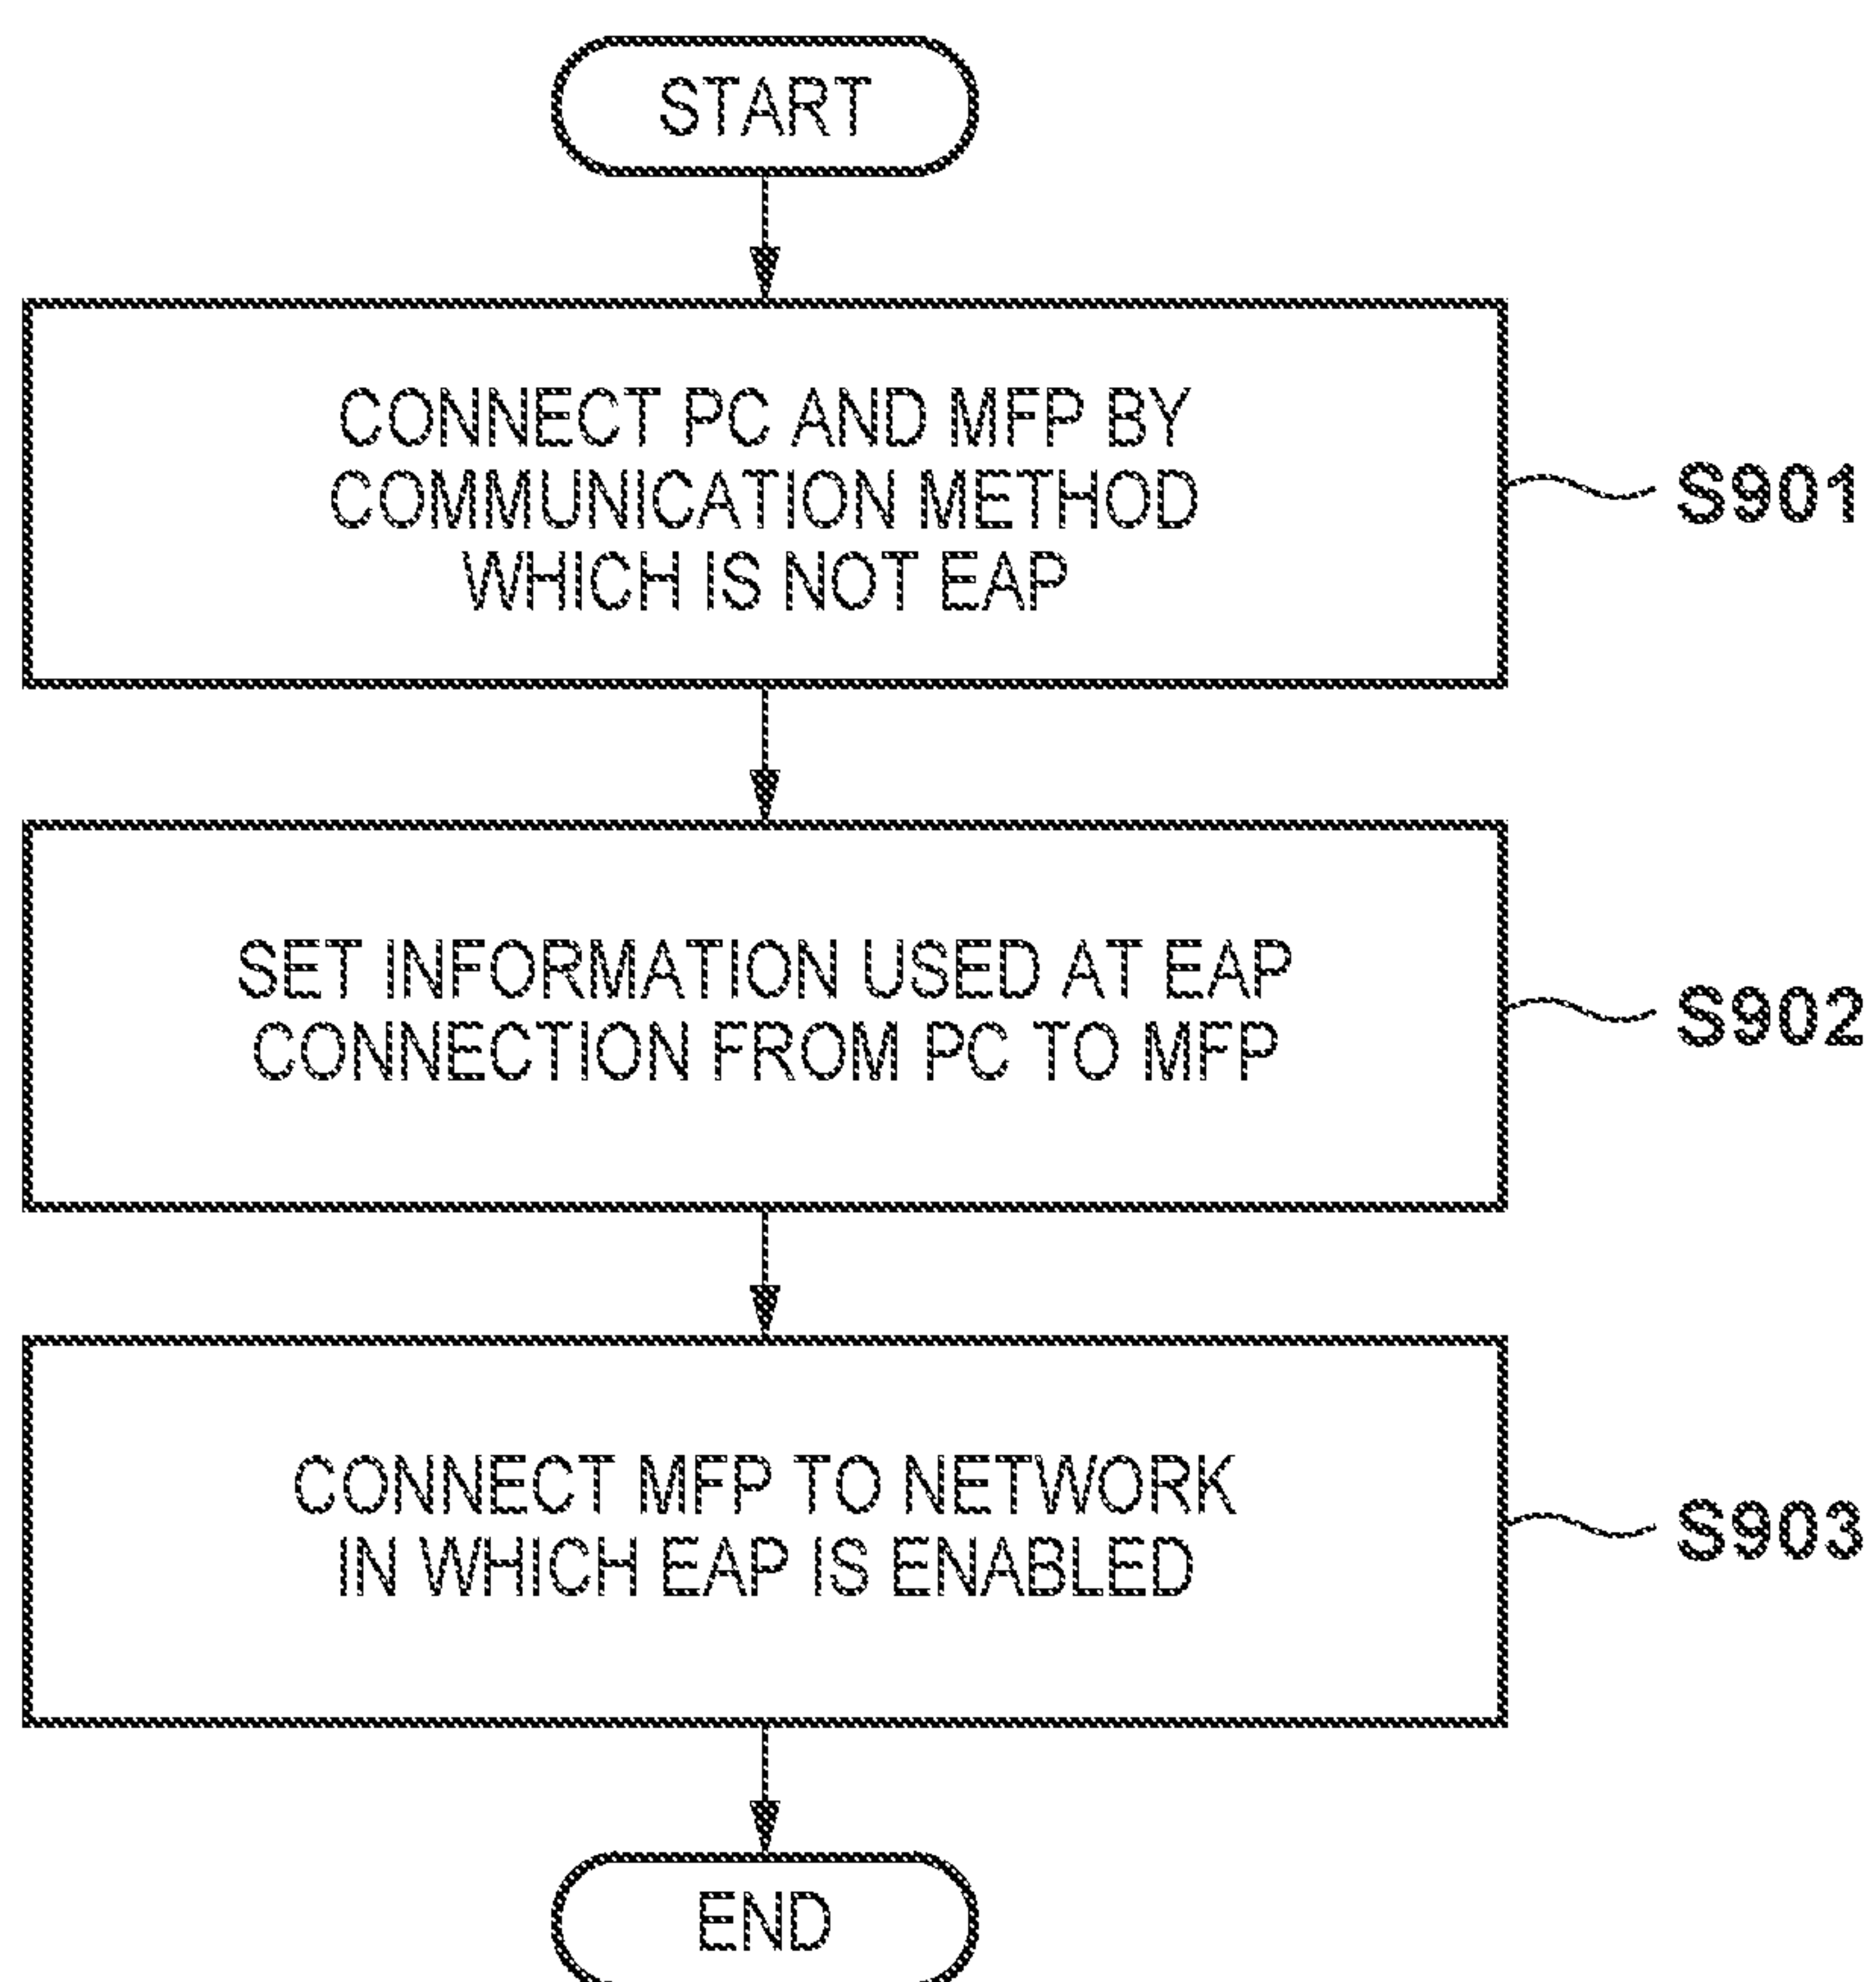 START
CONNECT PC AND MFP BY
COMMUNICATION METHOD
WHICH IS NOT EAP
S901
SET INFORMATION USED AT EAP
CONNECTION FROM PC TO MFP
S902
CONNECT MFP TO NETWORK
IN WHICH EAP IS ENABLED
S903
END